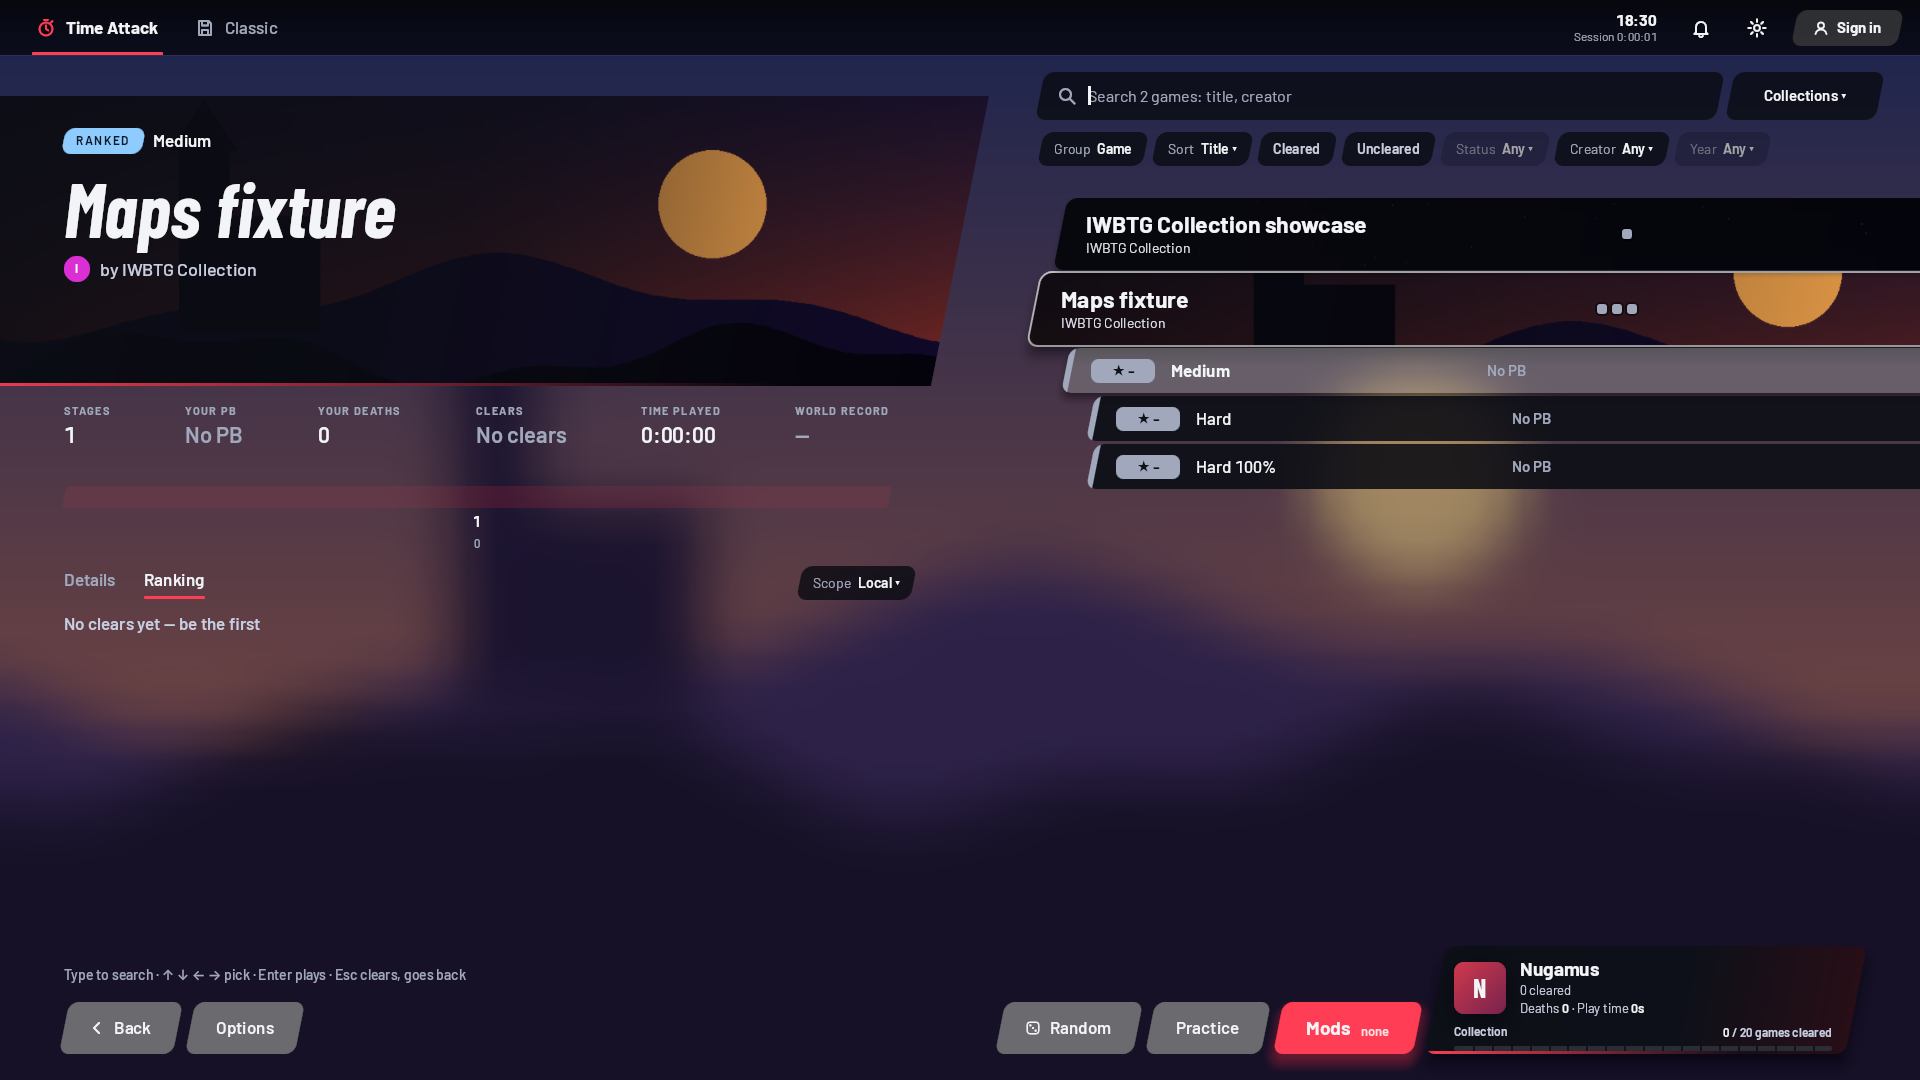 Time Attack
Classic
18:30
Session 0:00:01
Sign in
RANKED
Medium
Maps fixture
I
by IWBTG Collection
STAGES
1
YOUR PB
No PB
YOUR DEATHS
0
CLEARS
No clears
TIME PLAYED
0:00:00
WORLD RECORD
–
1
0
Details
Ranking
Scope Local
No clears yet – be the first
Search 2 games: title, creator
Collections
Group Game
Sort Title
Cleared
Uncleared
Status Any
Creator Any
Year Any
IWBTG Collection showcase
IWBTG Collection
Maps fixture
IWBTG Collection
★ –
Medium
No PB
★ –
Hard
No PB
★ –
Hard 100%
No PB
Type to search · ↑ ↓ ← → pick · Enter plays · Esc clears, goes back
Back
Options
Random
Practice
Mods none
N
Nugamus
0 cleared
Deaths 0 · Play time 0s
Collection
0 / 20 games cleared